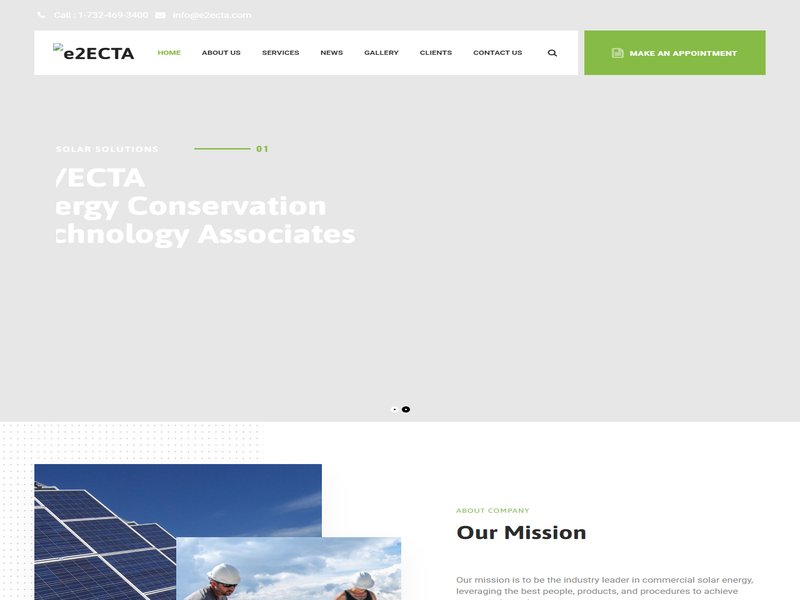 Call : 1-732-469-3400 info@e2ecta.com
e2ECTA HOME ABOUT US SERVICES NEWS GALLERY CLIENTS CONTACT US MAKE AN APPOINTMENT
SOLAR SOLUTIONS 01
ECTA
ergy Conservation
chnology Associates
ABOUT COMPANY
Our Mission
Our mission is to be the industry leader in commercial solar energy,
leveraging the best people, products, and procedures to achieve